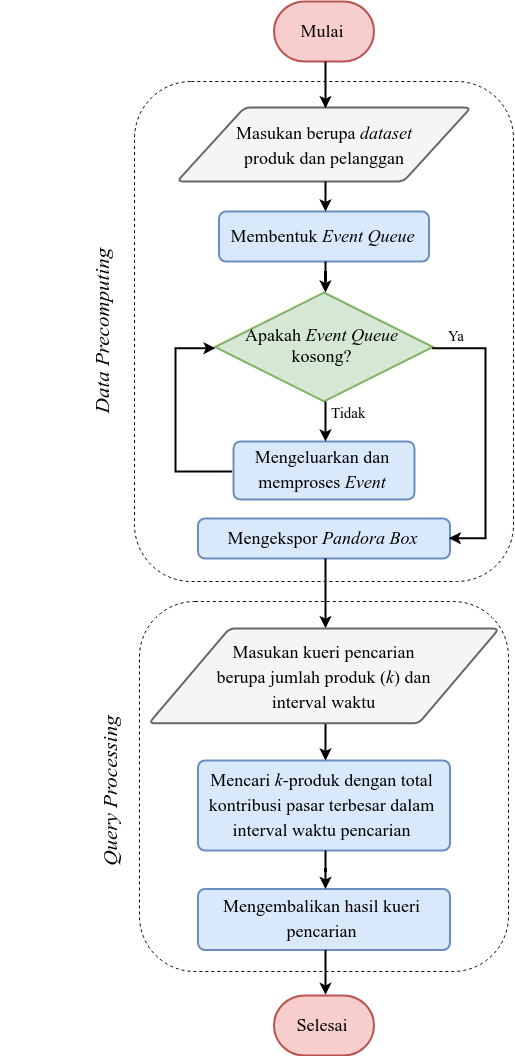 Mulai
Data Precomputing
Masukan berupa dataset
produk dan pelanggan
Membentuk Event Queue
Apakah Event Queue
kosong?
Ya
Tidak
Mengeluarkan dan
memproses Event
Mengekspor Pandora Box
Query Processing
Masukan kueri pencarian
berupa jumlah produk (k) dan
interval waktu
Mencari k-produk dengan total
kontribusi pasar terbesar dalam
interval waktu pencarian
Mengembalikan hasil kueri
pencarian
Selesai